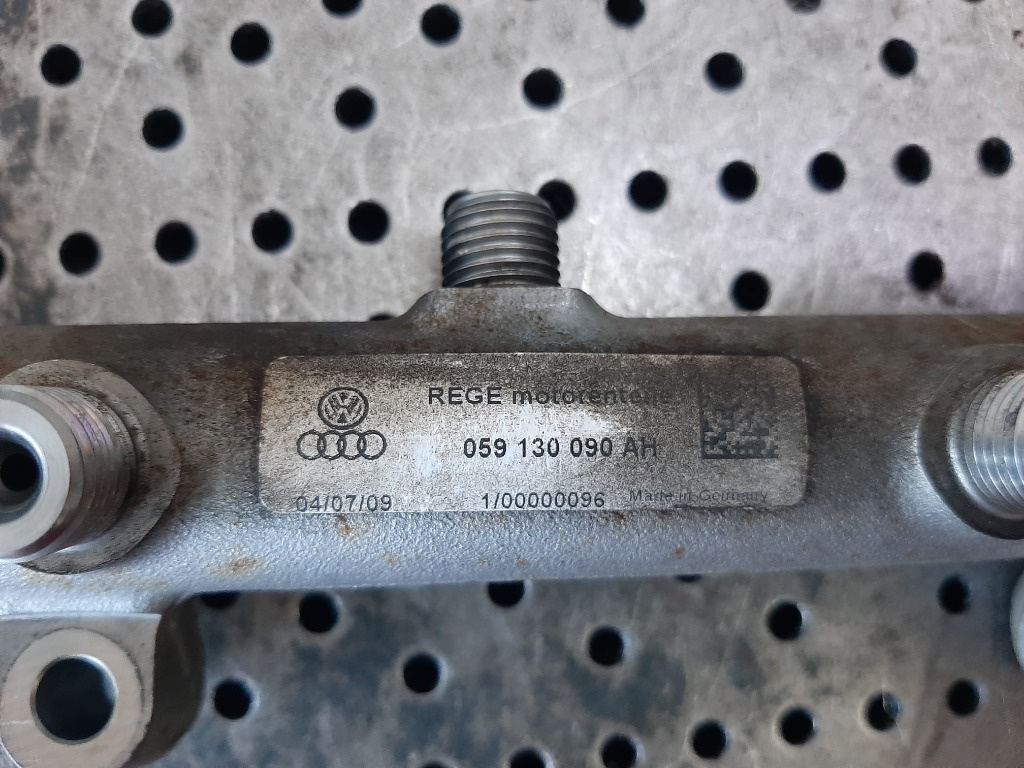 REGE motorenteile
059 130 090 AH
04/07/09 1/00000096 Made in Germany